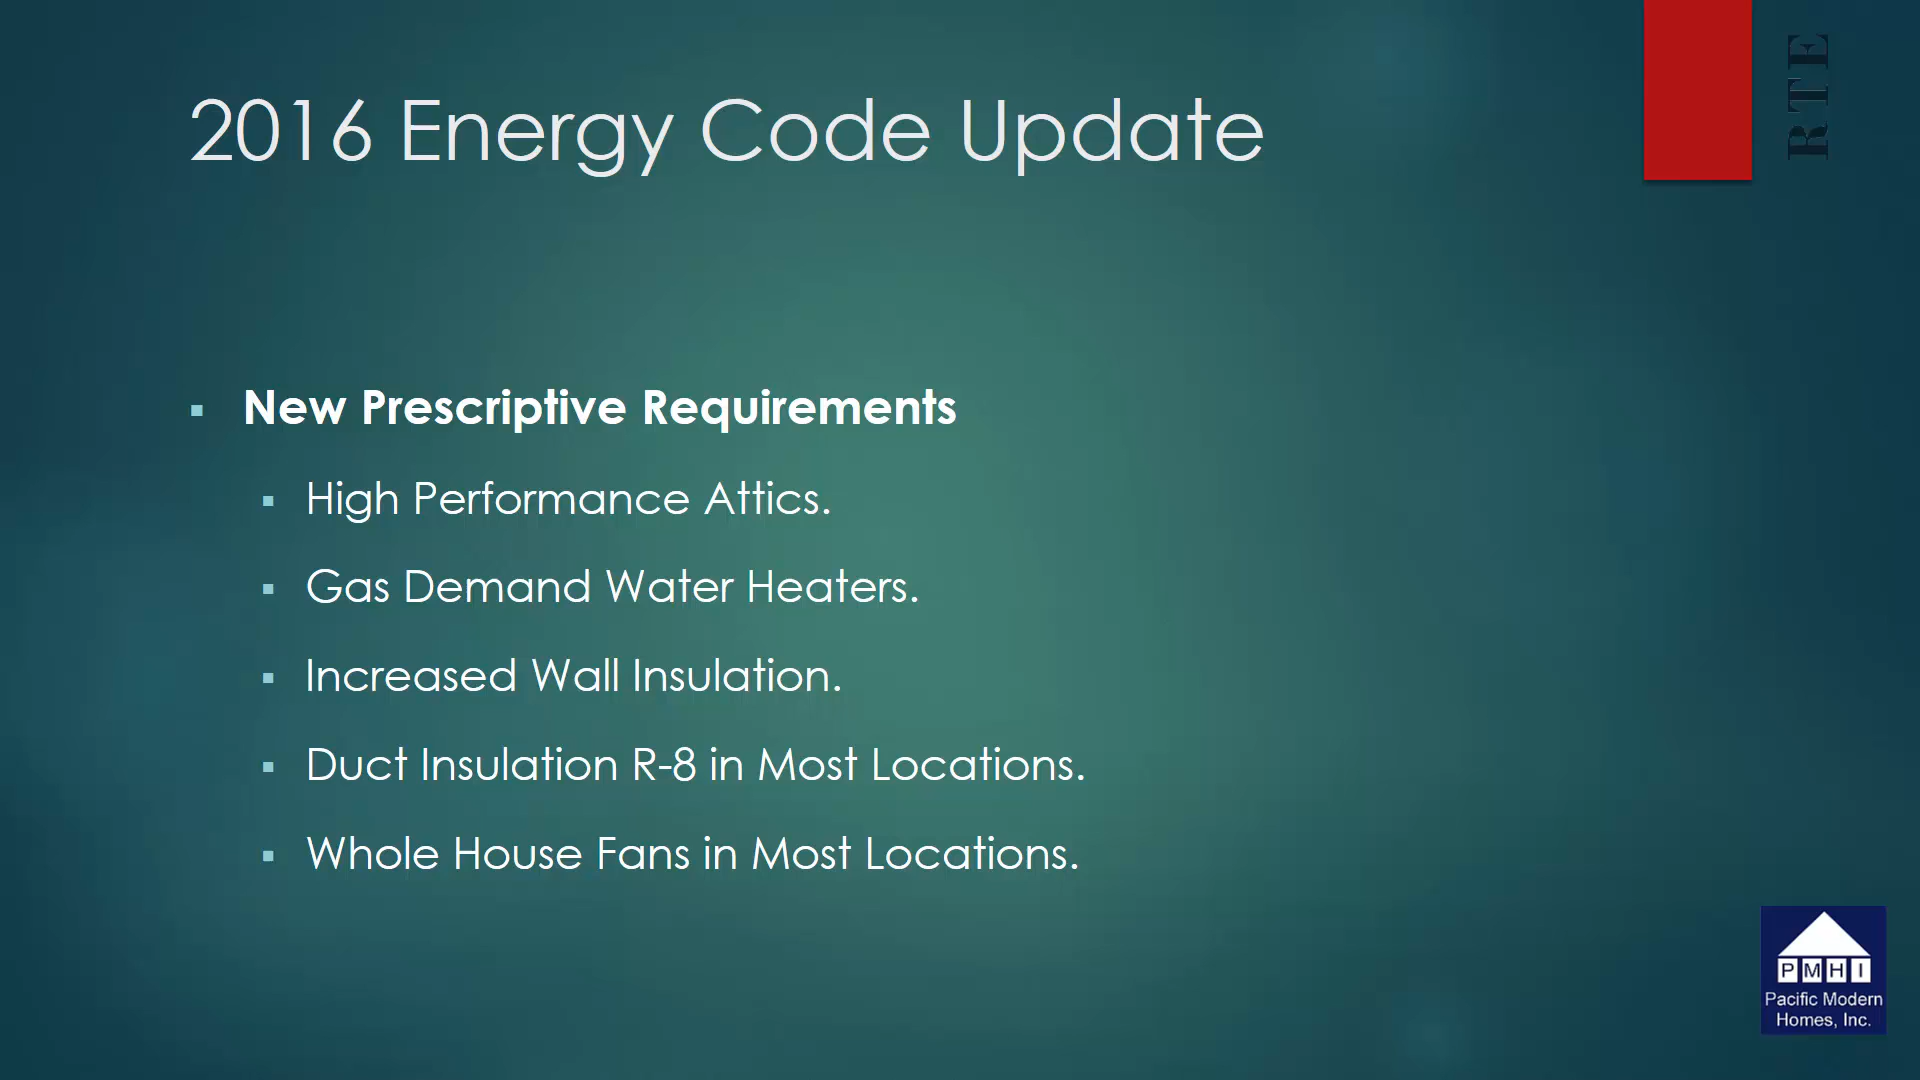 2016 Energy Code Update
RTE
New Prescriptive Requirements
High Performance Attics.
Gas Demand Water Heaters.
Increased Wall Insulation.
Duct Insulation R-8 in Most Locations.
Whole House Fans in Most Locations.
PMHI
Pacific Modern
Homes, Inc.